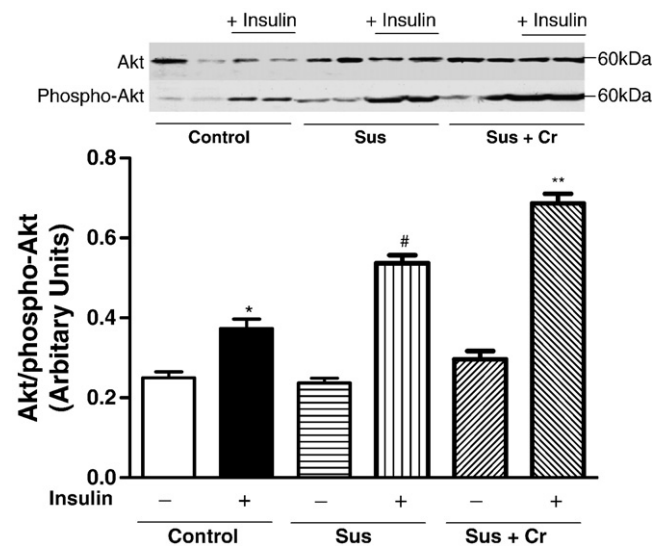 + Insulin + Insulin + Insulin
Akt 60kDa
Phospho-Akt 60kDa
Control Sus Sus + Cr
0.8
0.6
0.4
0.2
0.0
Akt/phospho-Akt
(Arbitary Units)
*
#
**
Insulin − + − + − +
Control Sus Sus + Cr